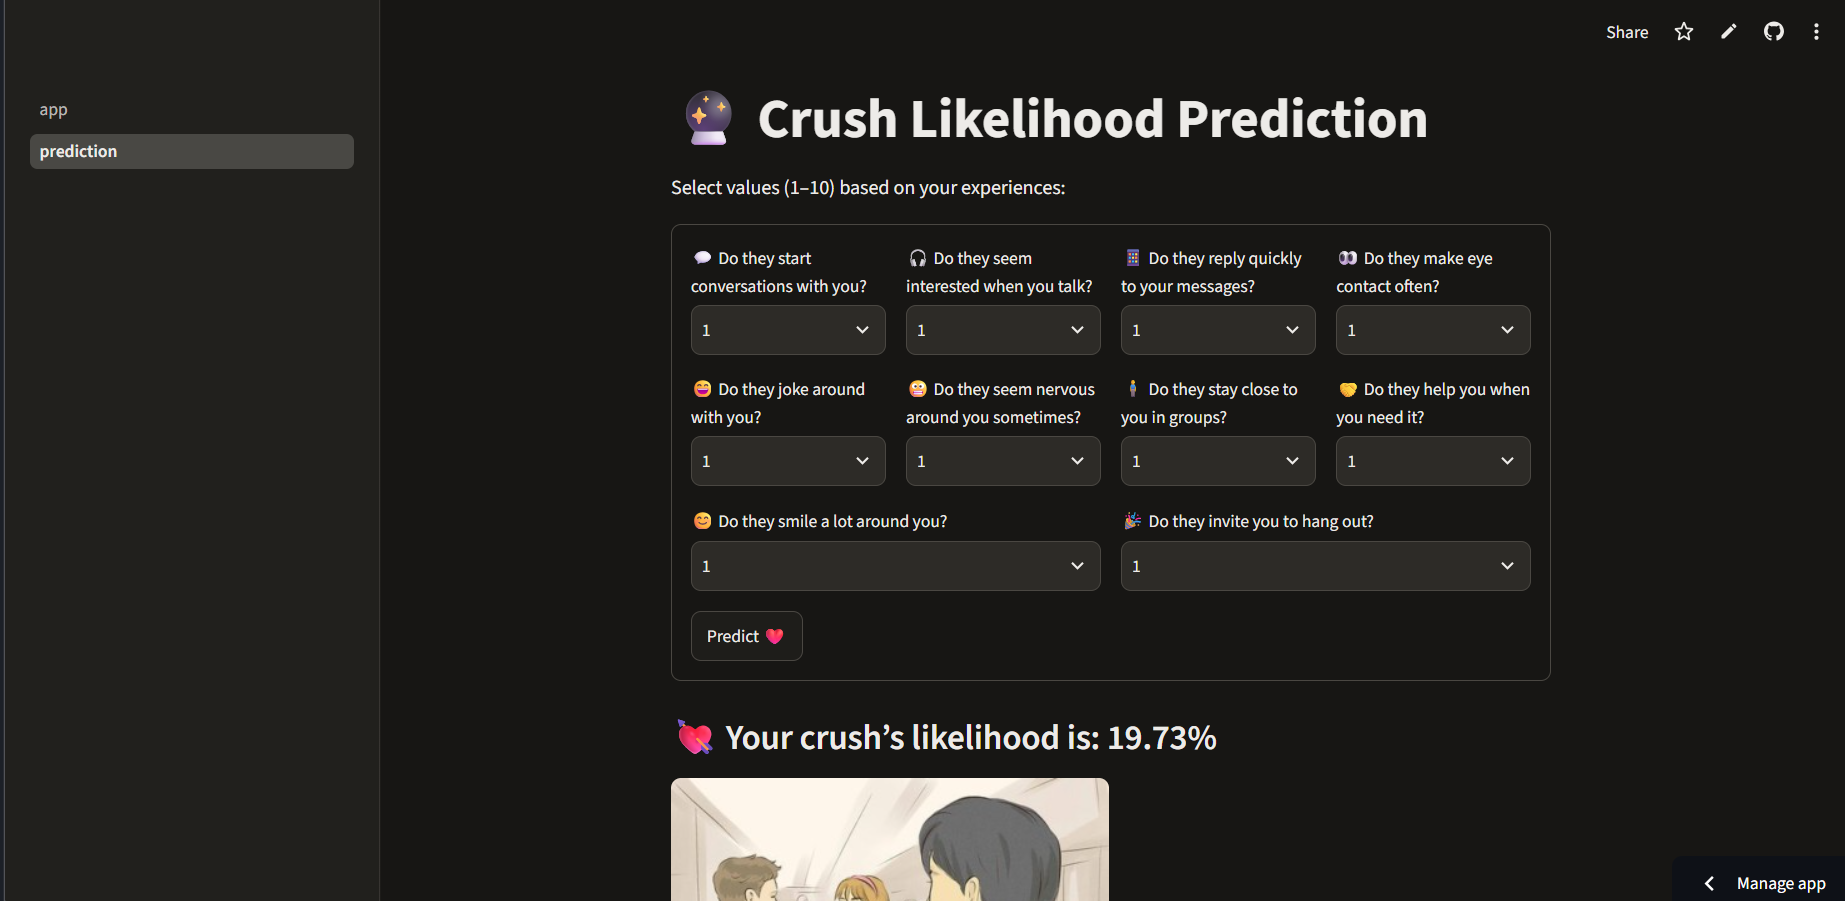 Share
app
prediction
Crush Likelihood Prediction
Select values (1–10) based on your experiences:
Do they start
conversations with you?
1
Do they seem
interested when you talk?
1
Do they reply quickly
to your messages?
1
Do they make eye
contact often?
1
Do they joke around
with you?
1
Do they seem nervous
around you sometimes?
1
Do they stay close to
you in groups?
1
Do they help you when
you need it?
1
Do they smile a lot around you?
1
Do they invite you to hang out?
1
Predict
Your crush’s likelihood is: 19.73%
Manage app